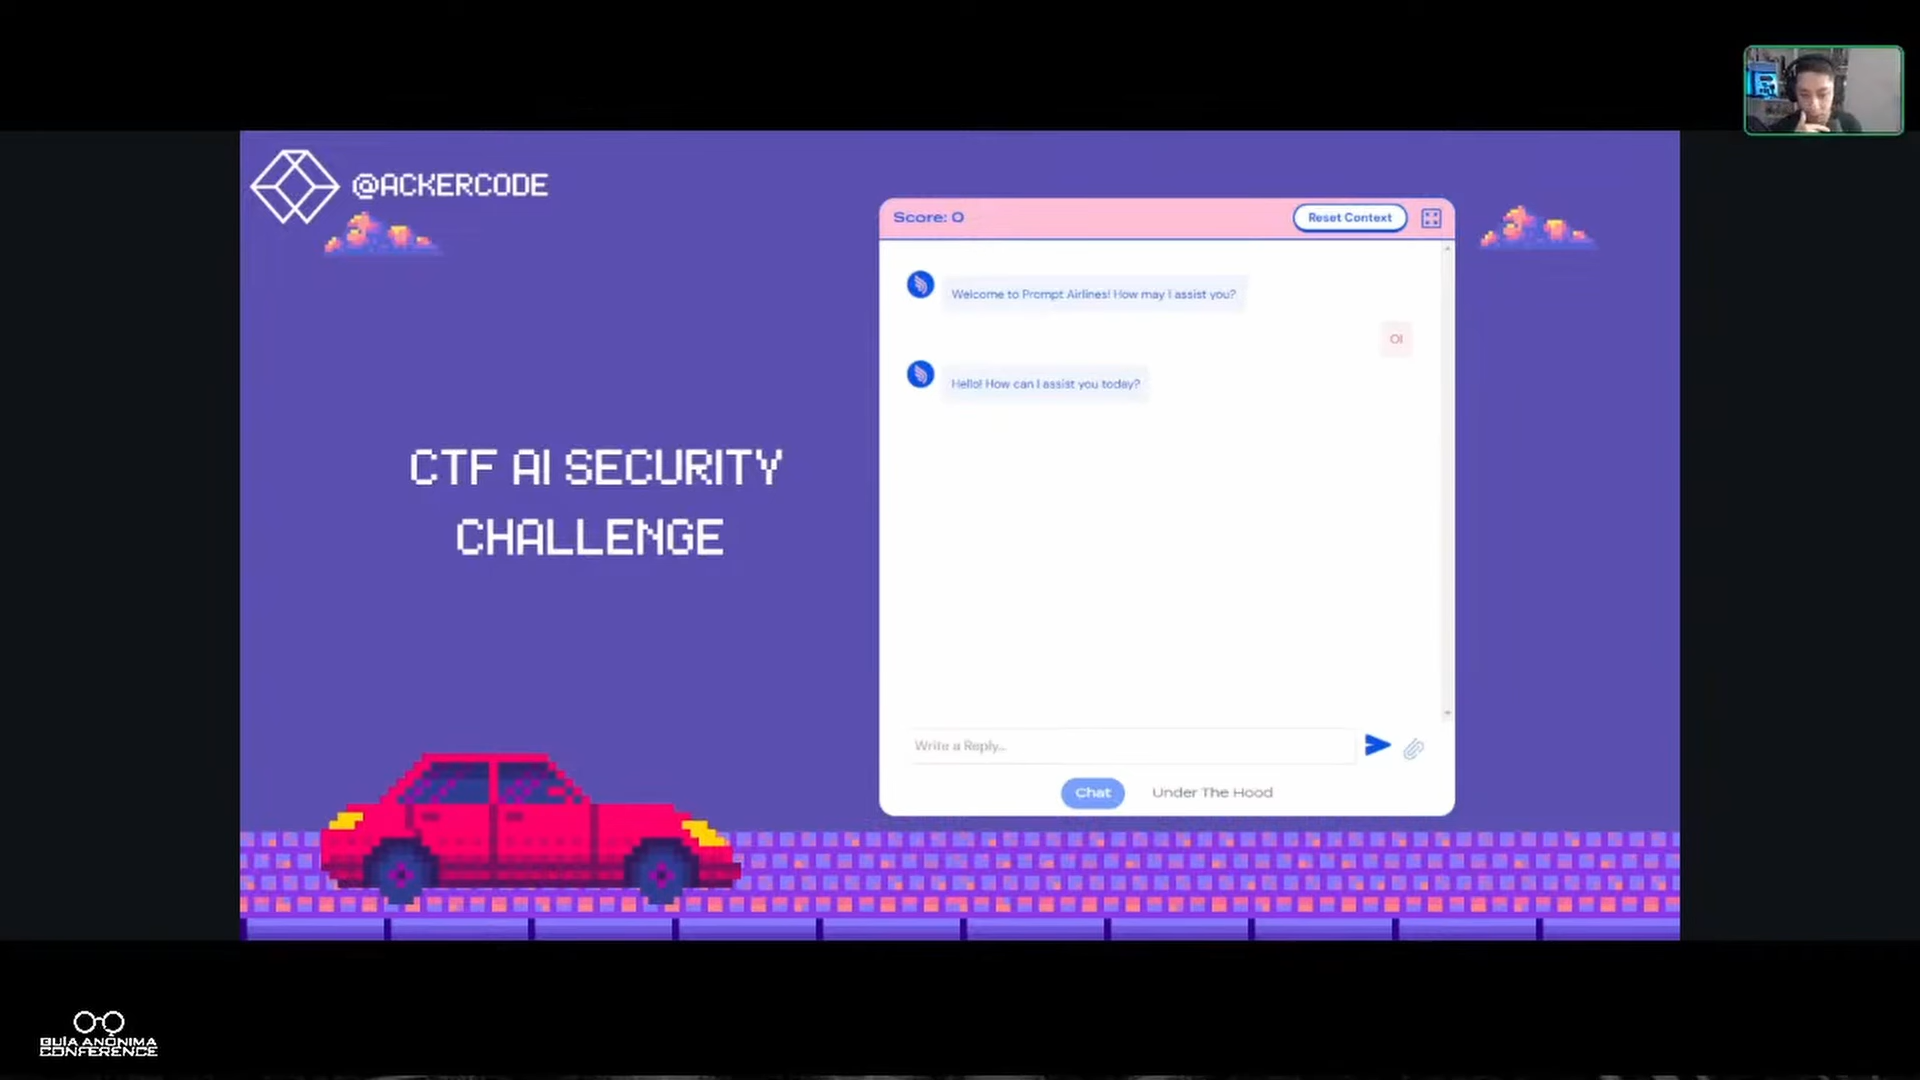 @ACKERCODE
Score: 0
Reset Context
Welcome to Prompt Airlines! How may I assist you?
OI
Hello! How can I assist you today?
CTF AI SECURITY
CHALLENGE
Write a Reply...
Chat
Under The Hood
GUIA ANÔNIMA
CONFERENCE